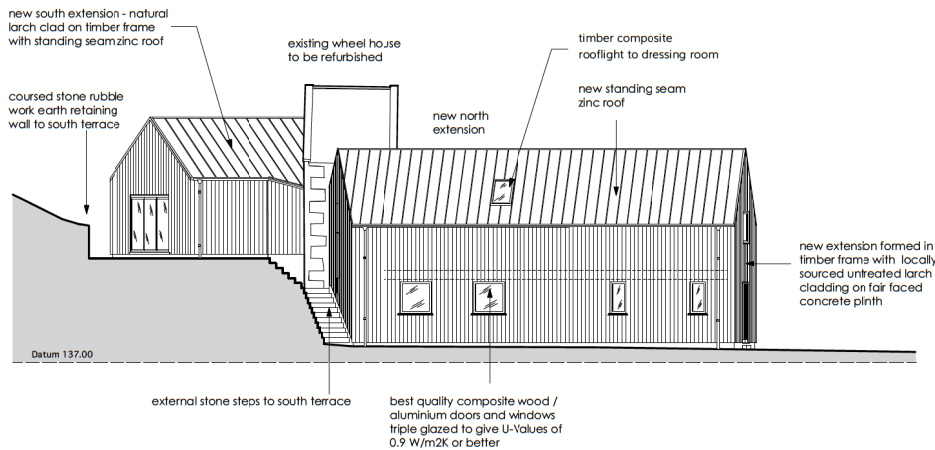 new south extension - natural
larch clad on timber frame
with standing seam zinc roof
existing wheel house
to be refurbished
timber composite
rooflight to dressing room
coursed stone rubble
work earth retaining
wall to south terrace
new standing seam
zinc roof
new north
extension
new extension formed in
timber frame with locally
sourced untreated larch
cladding on fair faced
concrete plinth
Datum 137.00
external stone steps to south terrace
best quality composite wood /
aluminium doors and windows
triple glazed to give U-Values of
0.9 W/m2K or better